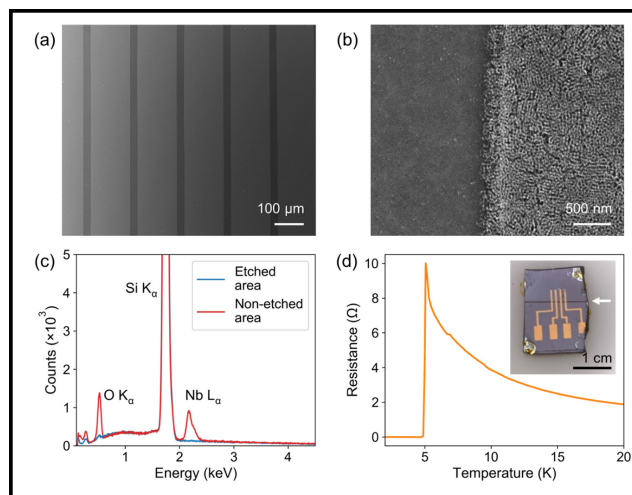 (a)
100 µm
(b)
500 nm
(c)
5
4
3
2
1
0
Counts (×10³)
Si Kα
O Kα
Nb Lα
Etched
area
Non-etched
area
1
2
3
4
Energy (keV)
(d)
10
8
6
4
2
0
Resistance (Ω)
1 cm
5
10
15
20
Temperature (K)